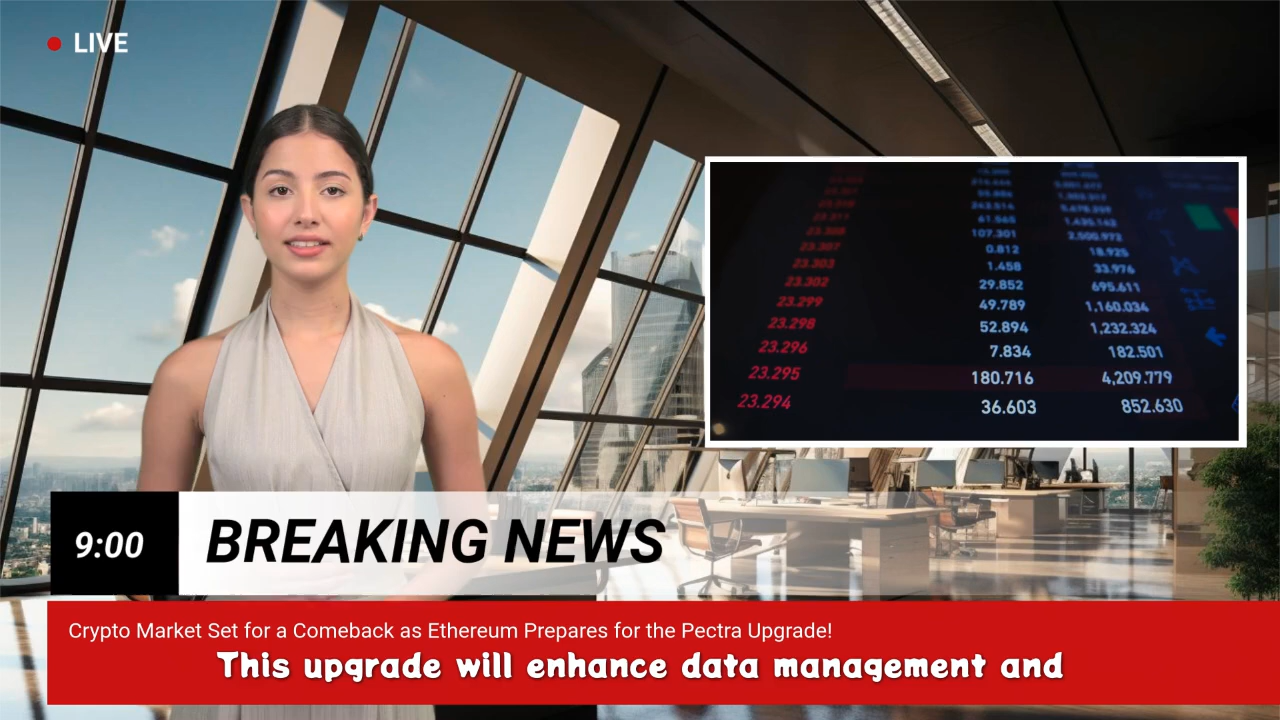 LIVE
23.307 0.812 18.925
23.303 1.458 33.976
23.302 29.852 695.611
23.299 49.789 1,160.034
23.298 52.894 1,232.324
23.296 7.834 182.501
23.295 180.716 4,209.779
23.294 36.603 852.630
9:00
BREAKING NEWS
Crypto Market Set for a Comeback as Ethereum Prepares for the Pectra Upgrade!
This upgrade will enhance data management and